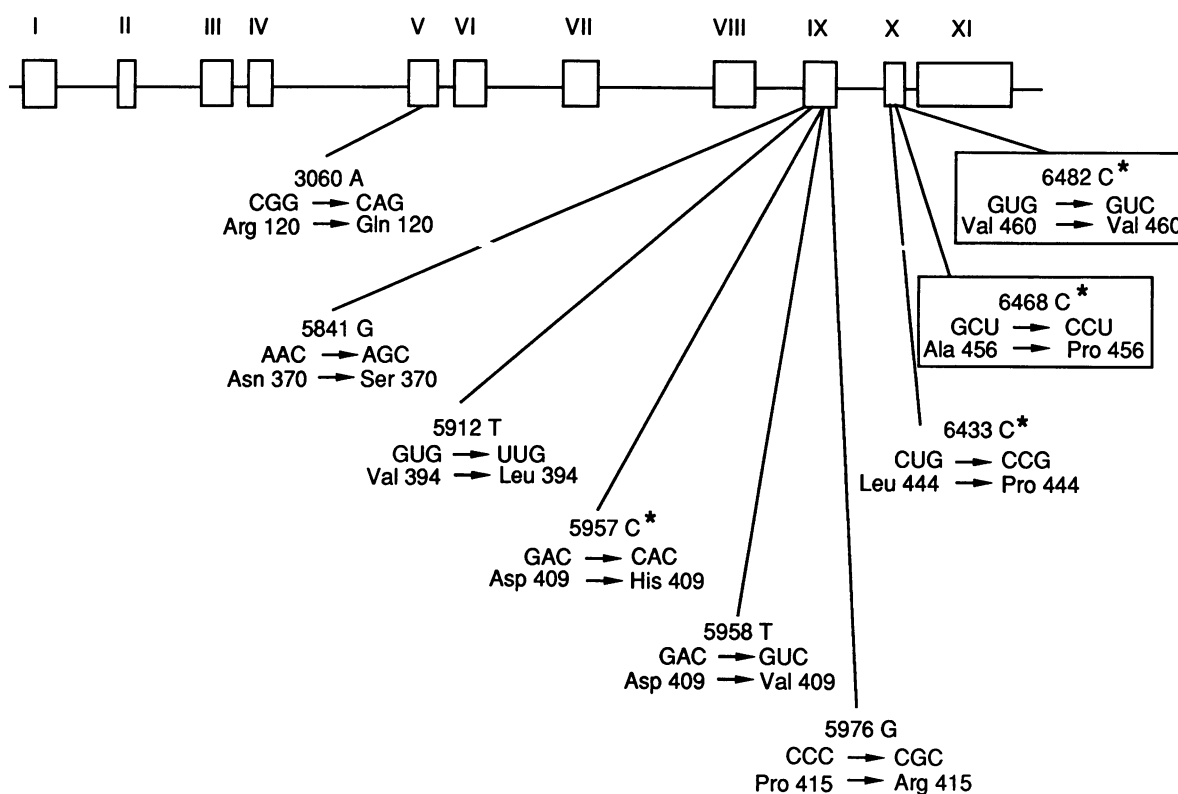 I II III IV V VI VII VIII IX X XI
3060 A
CGG → CAG
Arg 120 → Gln 120
5841 G
AAC → AGC
Asn 370 → Ser 370
5912 T
GUG → UUG
Val 394 → Leu 394
5957 C*
GAC → CAC
Asp 409 → His 409
5958 T
GAC → GUC
Asp 409 → Val 409
5976 G
CCC → CGC
Pro 415 → Arg 415
6433 C*
CUG → CCG
Leu 444 → Pro 444
6468 C*
GCU → CCU
Ala 456 → Pro 456
6482 C*
GUG → GUC
Val 460 → Val 460